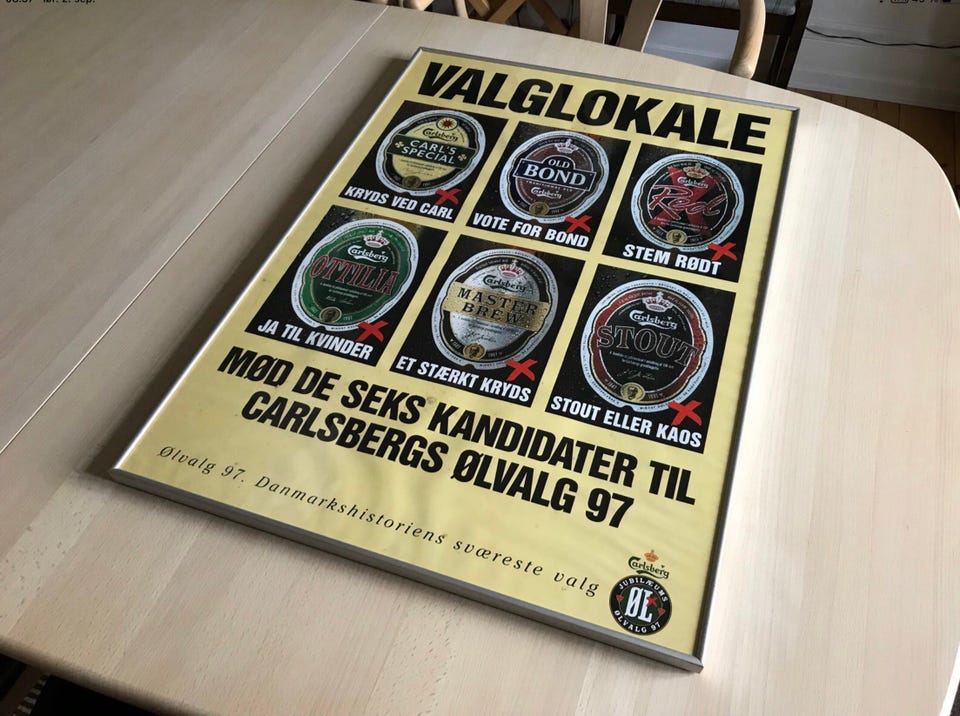 VALGLOKALE
Carlsberg
CARL'S
SPECIAL
KRYDS VED CARL
OLD
BOND
TRADITIONAL ALE
Carlsberg
VOTE FOR BOND
Carlsberg
Red
STEM RØDT
Carlsberg
OTTILIA
JA TIL KVINDER
Carlsberg
MASTER
BREW
ET STÆRKT KRYDS
Carlsberg
STOUT
STOUT ELLER KAOS
MØD DE SEKS KANDIDATER TIL
CARLSBERGS ØLVALG 97
Ølvalg 97. Danmarkshistoriens sværeste valg
Carlsberg
JUBILÆUMS
ØL
ØLVALG 97